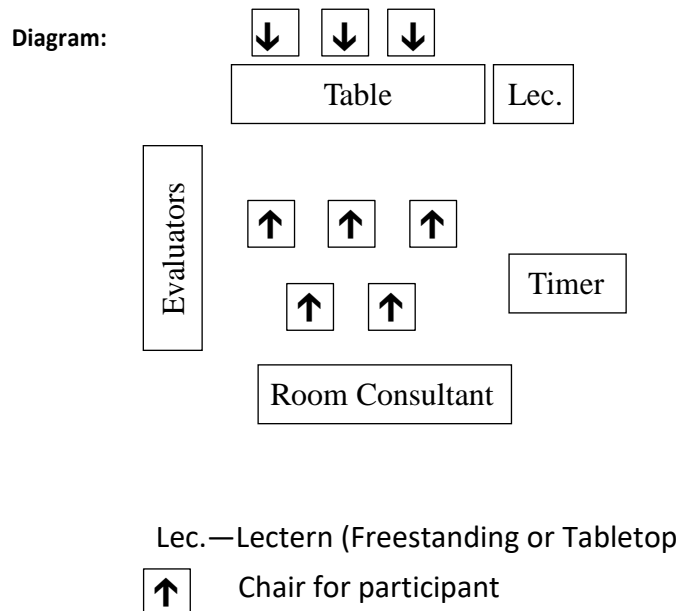 Diagram:
Table
Lec.
Evaluators
Timer
Room Consultant
Lec.—Lectern (Freestanding or Tabletop
Chair for participant